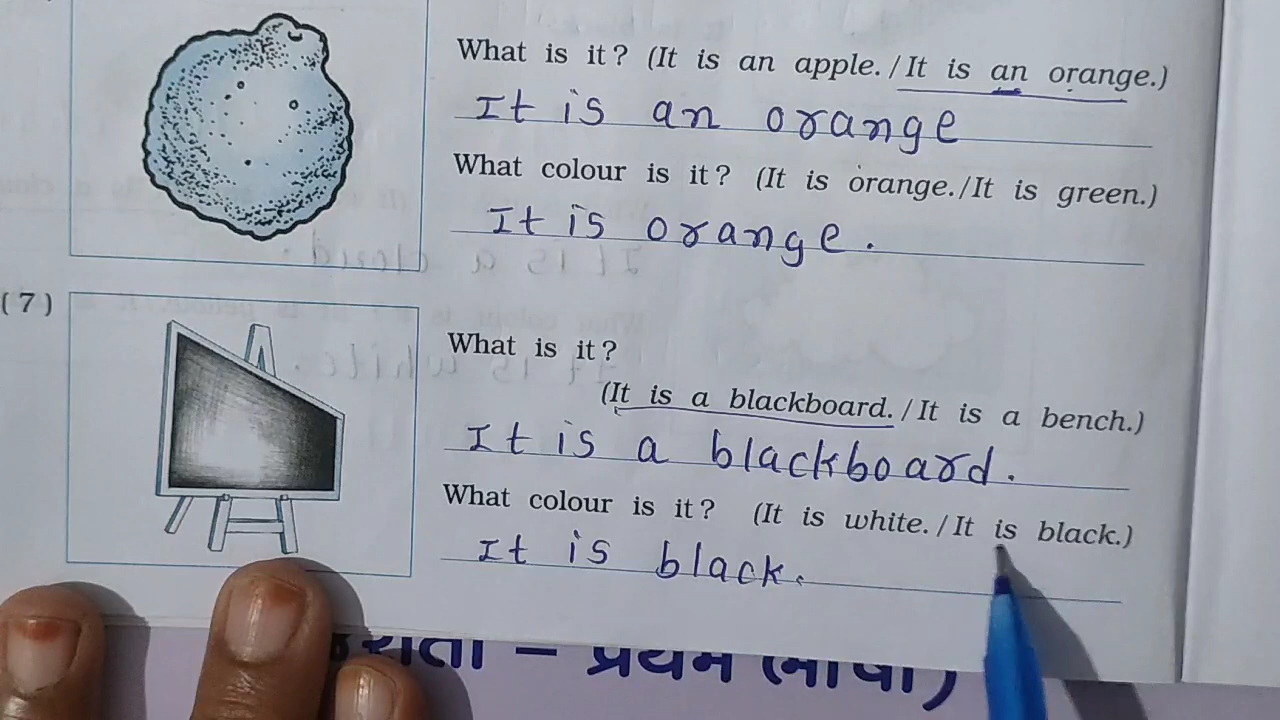 What is it? (It is an apple./It is an orange.)
It is an orange
What colour is it? (It is orange./It is green.)
It is orange.
(7)
What is it?
(It is a blackboard./It is a bench.)
It is a blackboard.
What colour is it? (It is white./It is black.)
It is black.
– प्रथम भाषा)